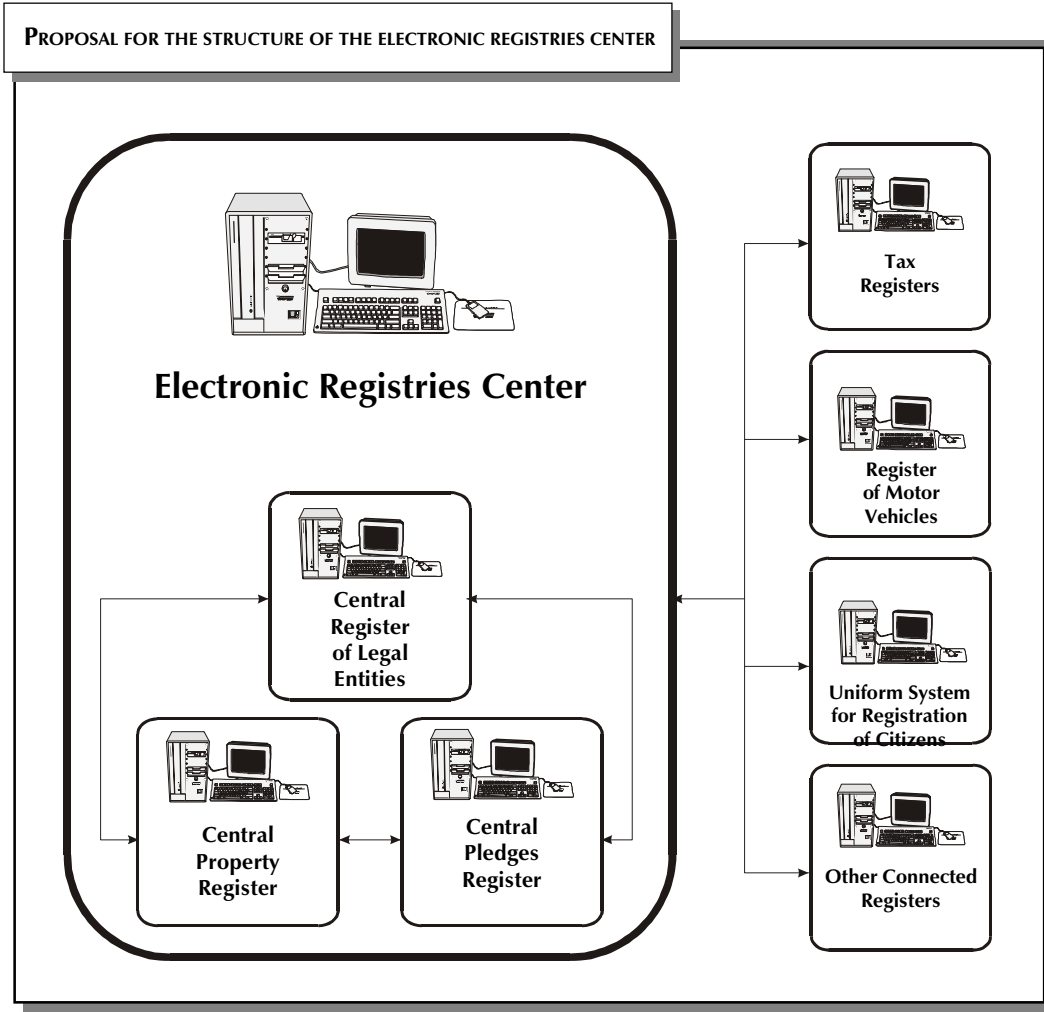 PROPOSAL FOR THE STRUCTURE OF THE ELECTRONIC REGISTRIES CENTER
Electronic Registries Center
Central
Register
of Legal
Entities
Central
Property
Register
Central
Pledges
Register
Tax
Registers
Register
of Motor
Vehicles
Uniform System
for Registration
of Citizens
Other Connected
Registers